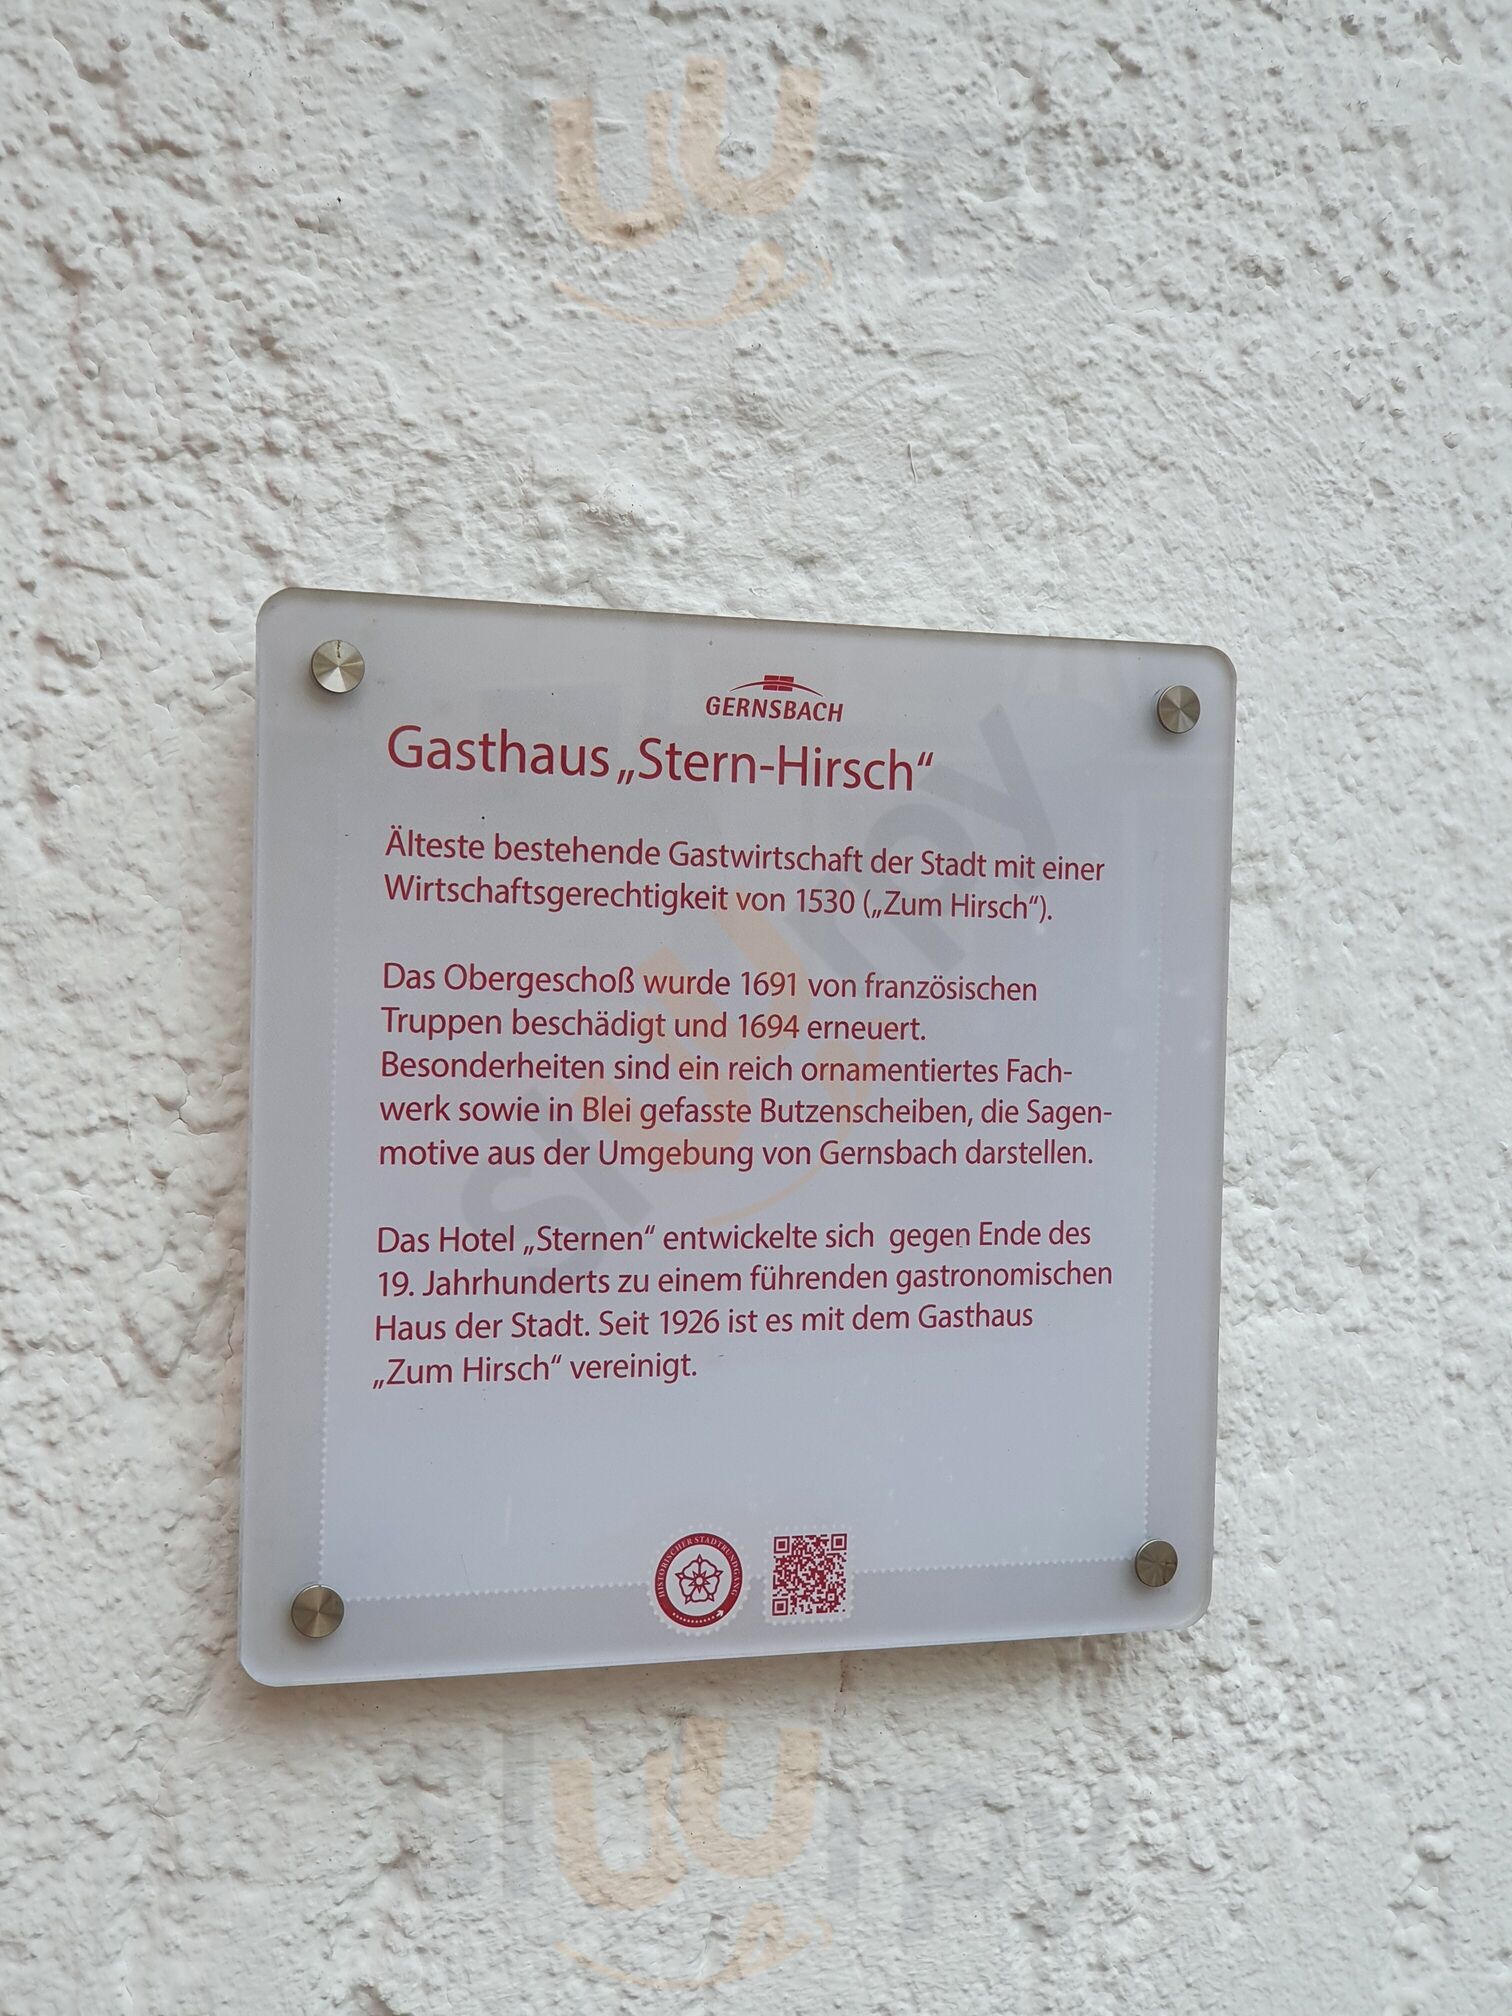 GERNSBACH
Gasthaus „Stern-Hirsch“
Älteste bestehende Gastwirtschaft der Stadt mit einer
Wirtschaftsgerechtigkeit von 1530 („Zum Hirsch“).
Das Obergeschoß wurde 1691 von französischen
Truppen beschädigt und 1694 erneuert.
Besonderheiten sind ein reich ornamentiertes Fach-
werk sowie in Blei gefasste Butzenscheiben, die Sagen-
motive aus der Umgebung von Gernsbach darstellen.
Das Hotel „Sternen“ entwickelte sich gegen Ende des
19. Jahrhunderts zu einem führenden gastronomischen
Haus der Stadt. Seit 1926 ist es mit dem Gasthaus
„Zum Hirsch“ vereinigt.
HISTORISCHER STADTRUNDGANG